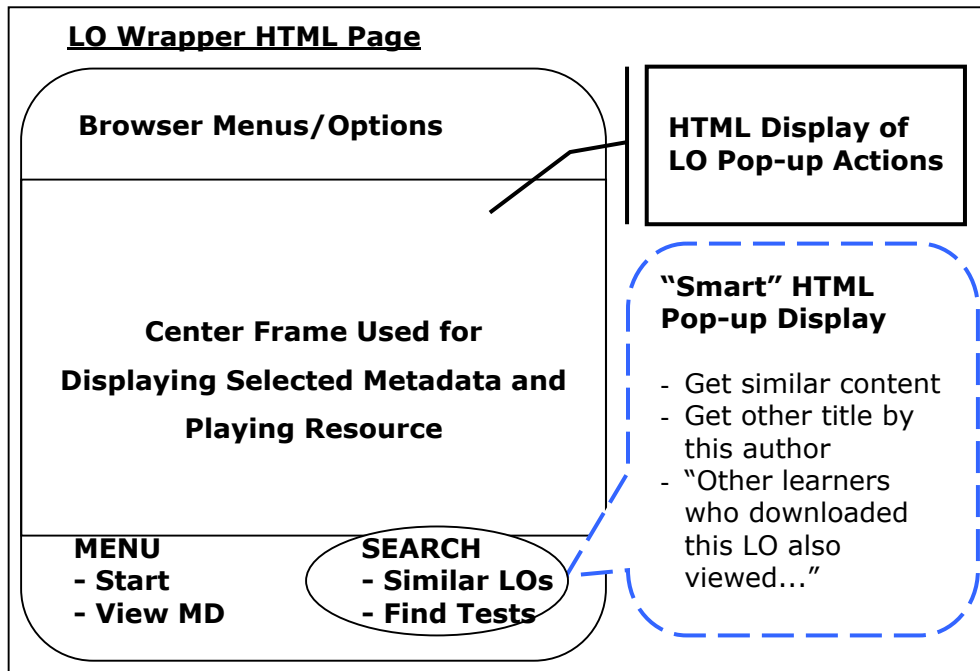 LO Wrapper HTML Page
Browser Menus/Options
HTML Display of
LO Pop-up Actions
Center Frame Used for
Displaying Selected Metadata and
Playing Resource
“Smart” HTML
Pop-up Display
- Get similar content
- Get other title by
this author
- “Other learners
who downloaded
this LO also
viewed...”
MENU
- Start
- View MD
SEARCH
- Similar LOs
- Find Tests